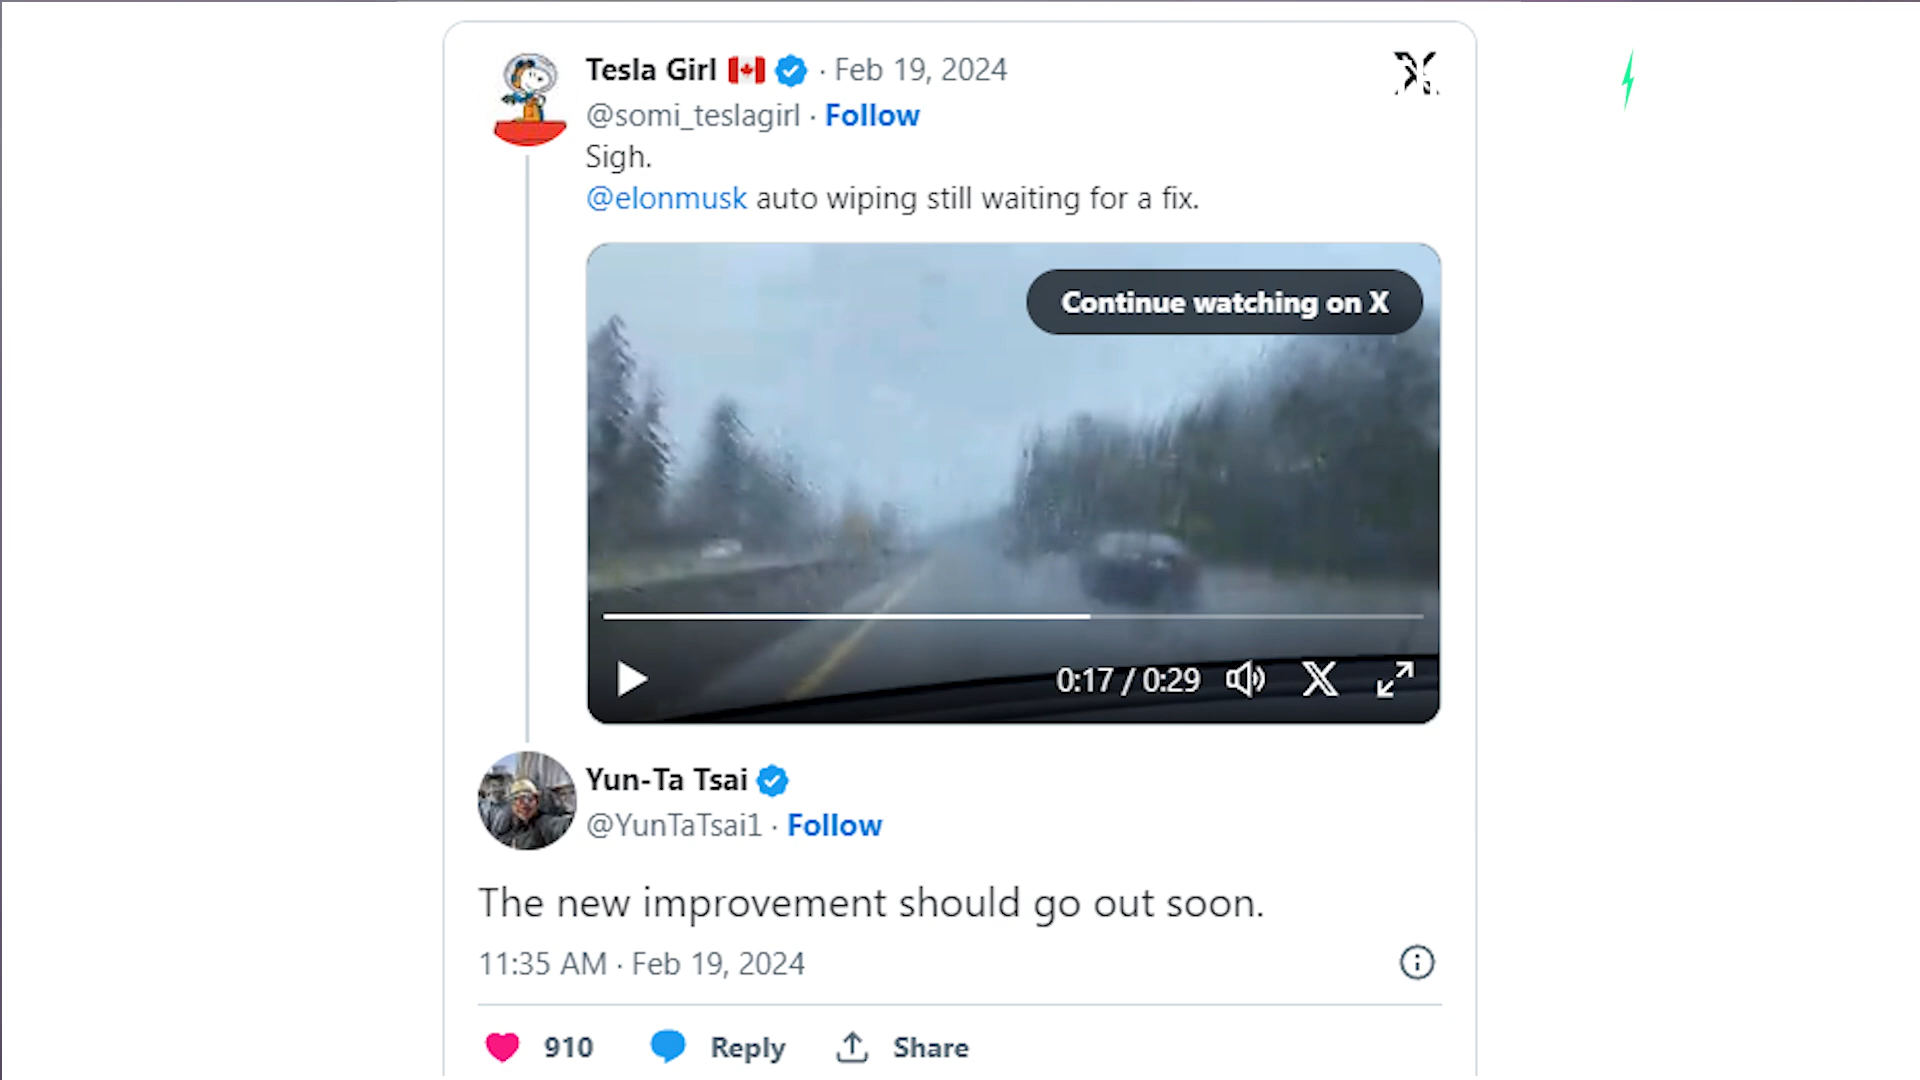 Tesla Girl · Feb 19, 2024
@somi_teslagirl · Follow
Sigh.
@elonmusk auto wiping still waiting for a fix.
Continue watching on X
0:17 / 0:29
Yun-Ta Tsai
@YunTaTsai1 · Follow
The new improvement should go out soon.
11:35 AM · Feb 19, 2024
910 Reply Share